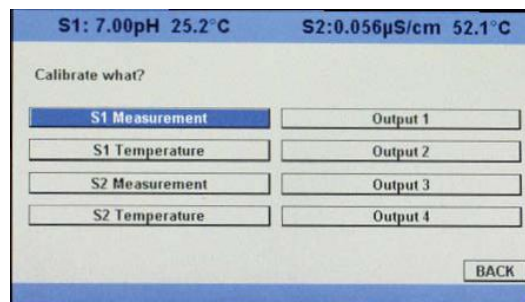 S1: 7.00pH 25.2°C S2:0.056µS/cm 52.1°C
Calibrate what?
S1 Measurement Output 1
S1 Temperature Output 2
S2 Measurement Output 3
S2 Temperature Output 4
BACK